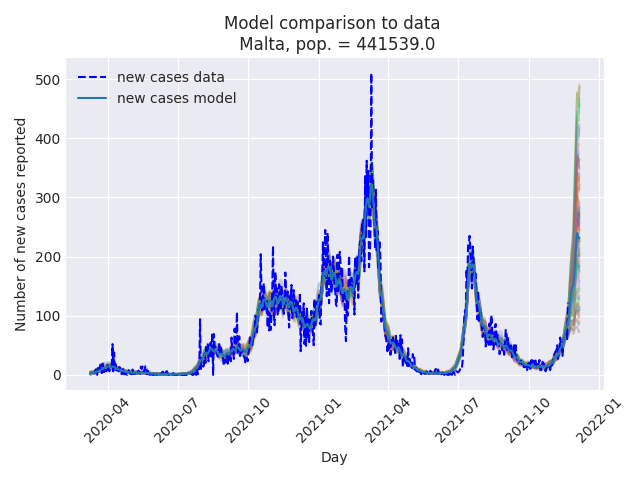 Model comparison to data
Malta, pop. = 441539.0
new cases data
new cases model
Number of new cases reported
500
400
300
200
100
0
2020-04
2020-07
2020-10
2021-01
2021-04
2021-07
2021-10
2022-01
Day